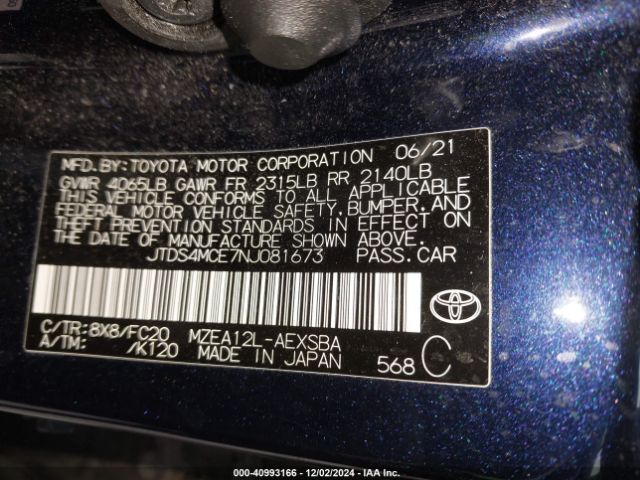 MFD.BY:TOYOTA MOTOR CORPORATION 06/21
GVWR 4065LB GAWR FR 2315LB RR 2140LB
THIS VEHICLE CONFORMS TO ALL APPLICABLE
FEDERAL MOTOR VEHICLE SAFETY,BUMPER,AND
THEFT PREVENTION STANDARDS IN EFFECT ON
THE DATE OF MANUFACTURE SHOWN ABOVE.
JTDS4MCE7NJ081673 PASS.CAR
C/TR:8X8/FC20 MZEA12L-AEXSBA
A/TM: /K120 MADE IN JAPAN 568 C
000-40993166 - 12/02/2024 - IAA Inc.